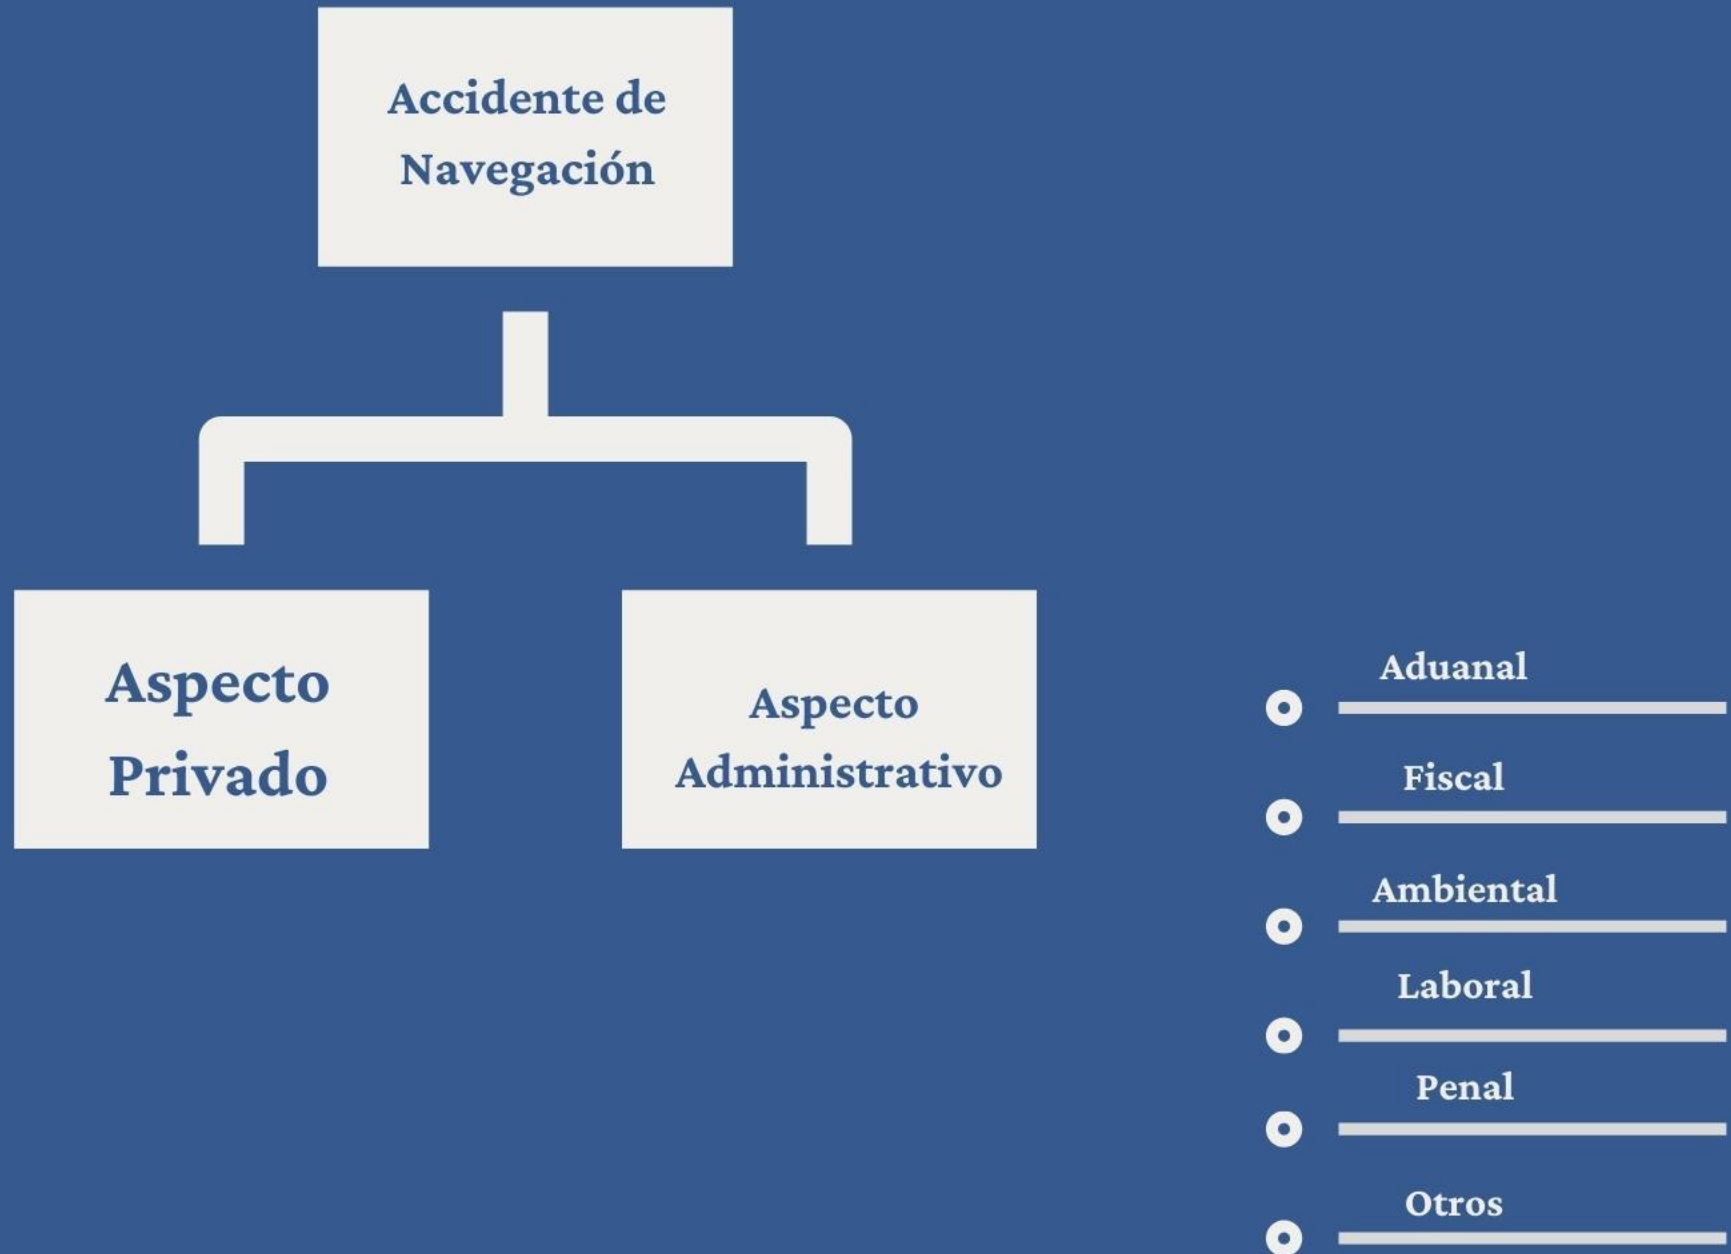 Accidente de
Navegación
Aspecto
Privado
Aspecto
Administrativo
Aduanal
Fiscal
Ambiental
Laboral
Penal
Otros